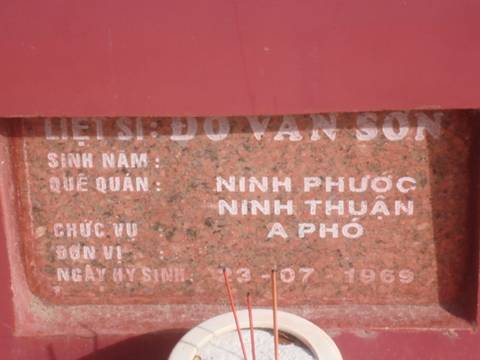 LIỆT SĨ: ĐỖ VĂN SƠN
SINH NĂM :
QUÊ QUÁN : NINH PHƯỚC
NINH THUẬN
CHỨC VỤ : A PHÓ
ĐƠN VỊ :
NGÀY HY SINH: 23-07-1969